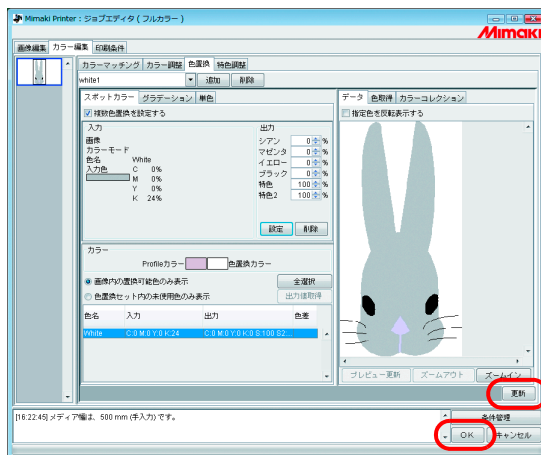 Mimaki Printer : ジョブエディタ ( フルカラー )
Mimaki
画像編集 カラー編集 印刷条件
カラーマッチング カラー調整 色置換 特色調整
white1 追加 削除
スポットカラー グラデーション 単色
データ 色取得 カラーコレクション
複数色置換を設定する
指定色を反転表示する
入力 出力
画像 シアン 0 %
カラーモード マゼンタ 0 %
色名 White イエロー 0 %
入力色 C 0% ブラック 0 %
M 0% 特色 100 %
Y 0% 特色2 100 %
K 24%
設定 削除
カラー
Profileカラー 色置換カラー
画像内の置換可能色のみ表示 全選択
色置換セット内の未使用色のみ表示 出力値取得
色名 入力 出力 色差
White C:0 M:0 Y:0 K:24 C:0 M:0 Y:0 K:0 S:100 S2:...
プレビュー更新 ズームアウト ズームイン
更新
[16:22:45] メディア幅は、500 mm (手入力) です。
条件管理
OK キャンセル